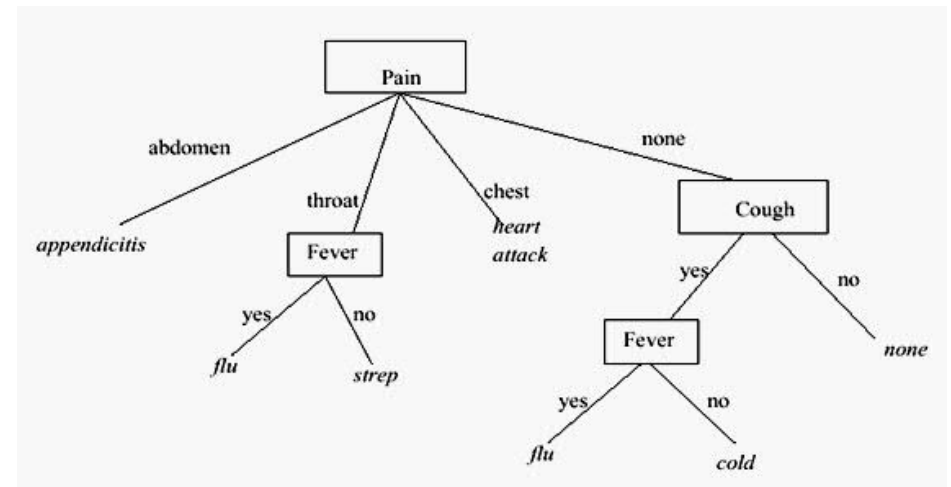 Pain
abdomen
throat
chest
none
appendicitis
Fever
heart
attack
Cough
yes
no
flu
strep
yes
no
Fever
none
yes
no
flu
cold